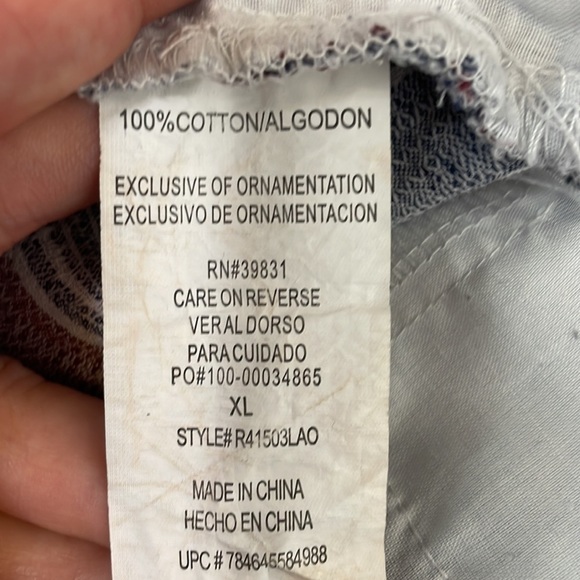 100%COTTON/ALGODON
EXCLUSIVE OF ORNAMENTATION
EXCLUSIVO DE ORNAMENTACION
RN#39831
CARE ON REVERSE
VER AL DORSO
PARA CUIDADO
PO#100-00034865
XL
STYLE# R41503LAO
MADE IN CHINA
HECHO EN CHINA
UPC # 784645584988